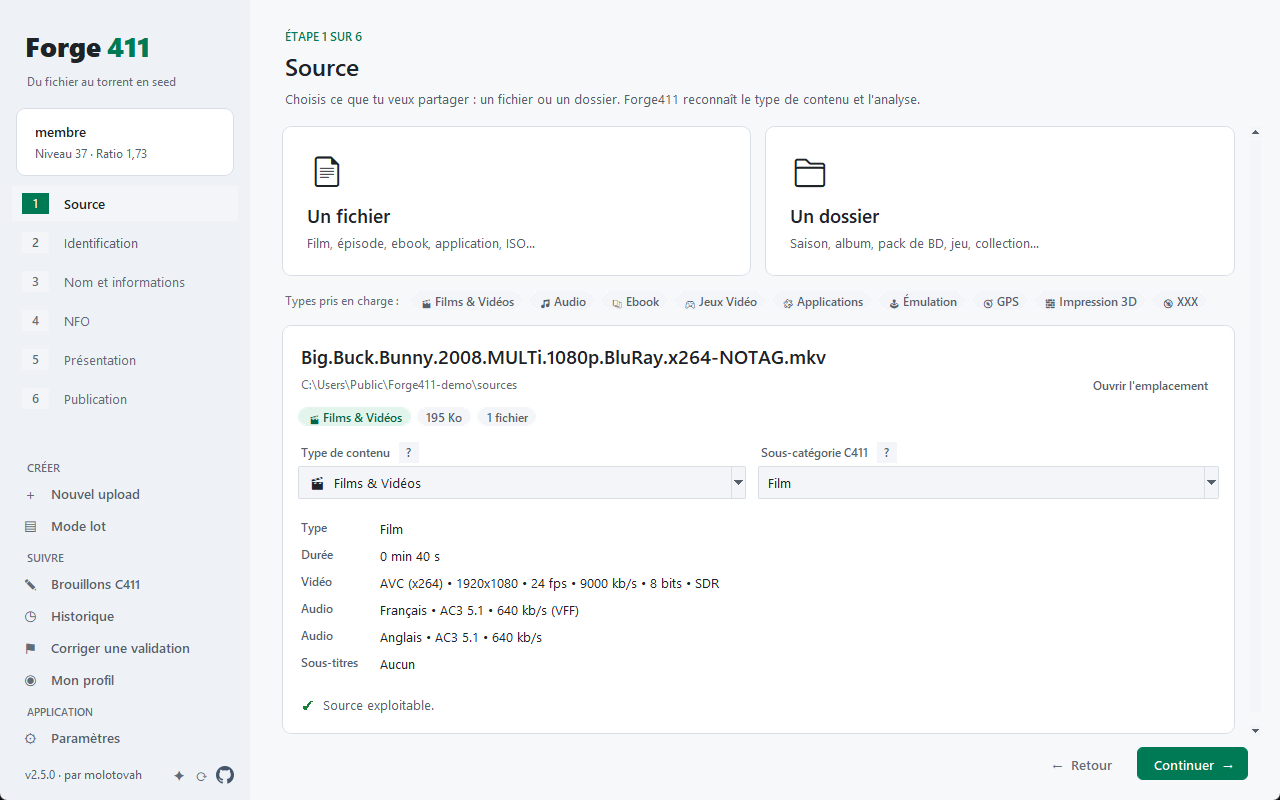 Forge 411
Du fichier au torrent en seed
membre
Niveau 37 · Ratio 1,73
1 Source
2 Identification
3 Nom et informations
4 NFO
5 Présentation
6 Publication
CRÉER
+ Nouvel upload
Mode lot
SUIVRE
Brouillons C411
Historique
Corriger une validation
Mon profil
APPLICATION
Paramètres
v2.5.0 · par molotovah
ÉTAPE 1 SUR 6
Source
Choisis ce que tu veux partager : un fichier ou un dossier. Forge411 reconnaît le type de contenu et l'analyse.
Un fichier
Film, épisode, ebook, application, ISO...
Un dossier
Saison, album, pack de BD, jeu, collection...
Types pris en charge : Films & Vidéos Audio Ebook Jeux Vidéo Applications Émulation GPS Impression 3D XXX
Big.Buck.Bunny.2008.MULTi.1080p.BluRay.x264-NOTAG.mkv
C:\Users\Public\Forge411-demo\sources
Ouvrir l'emplacement
Films & Vidéos 195 Ko 1 fichier
Type de contenu ? Sous-catégorie C411 ?
Films & Vidéos Film
Type Film
Durée 0 min 40 s
Vidéo AVC (x264) • 1920x1080 • 24 fps • 9000 kb/s • 8 bits • SDR
Audio Français • AC3 5.1 • 640 kb/s (VFF)
Audio Anglais • AC3 5.1 • 640 kb/s
Sous-titres Aucun
✓ Source exploitable.
← Retour Continuer →